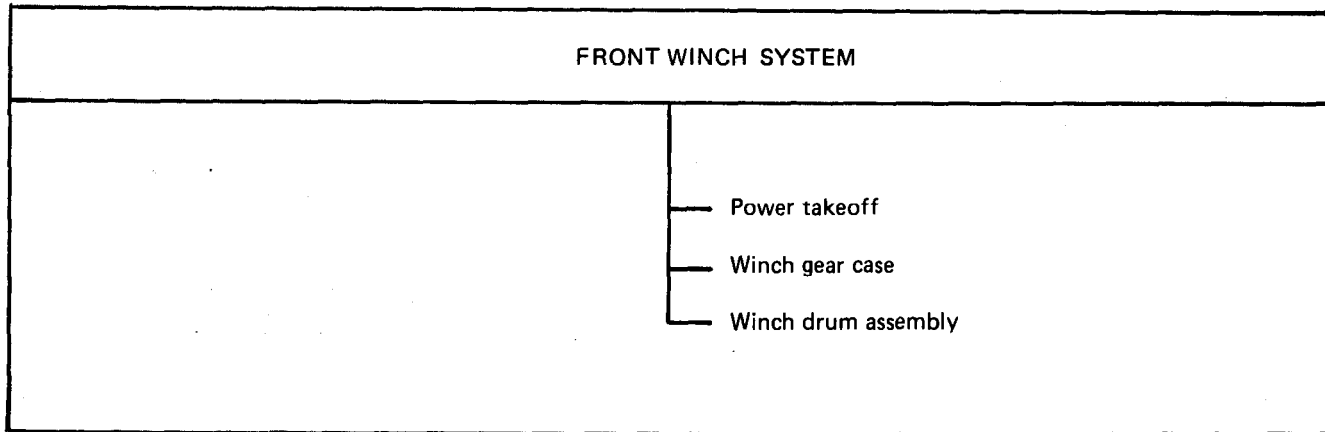 FRONT WINCH SYSTEM
Power takeoff
Winch gear case
Winch drum assembly